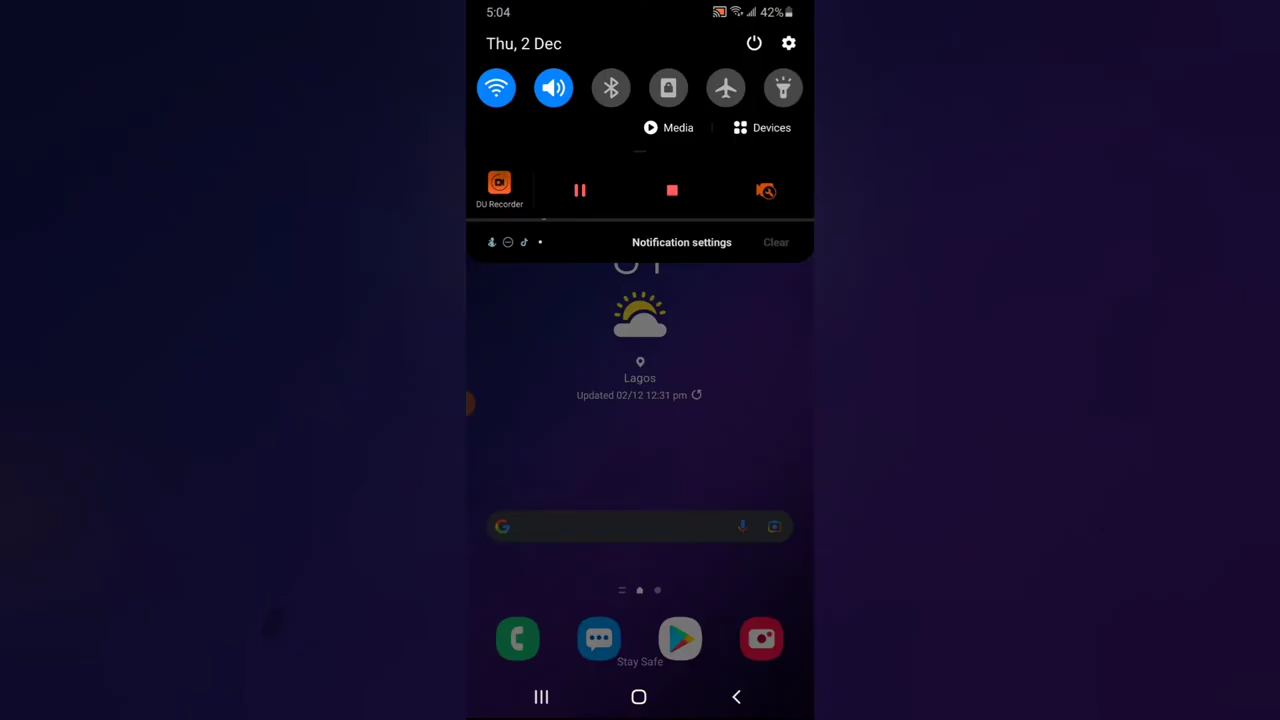 5:04
42%
Thu, 2 Dec
Media
Devices
DU Recorder
Notification settings
Clear
Lagos
Updated 02/12 12:31 pm
Stay Safe